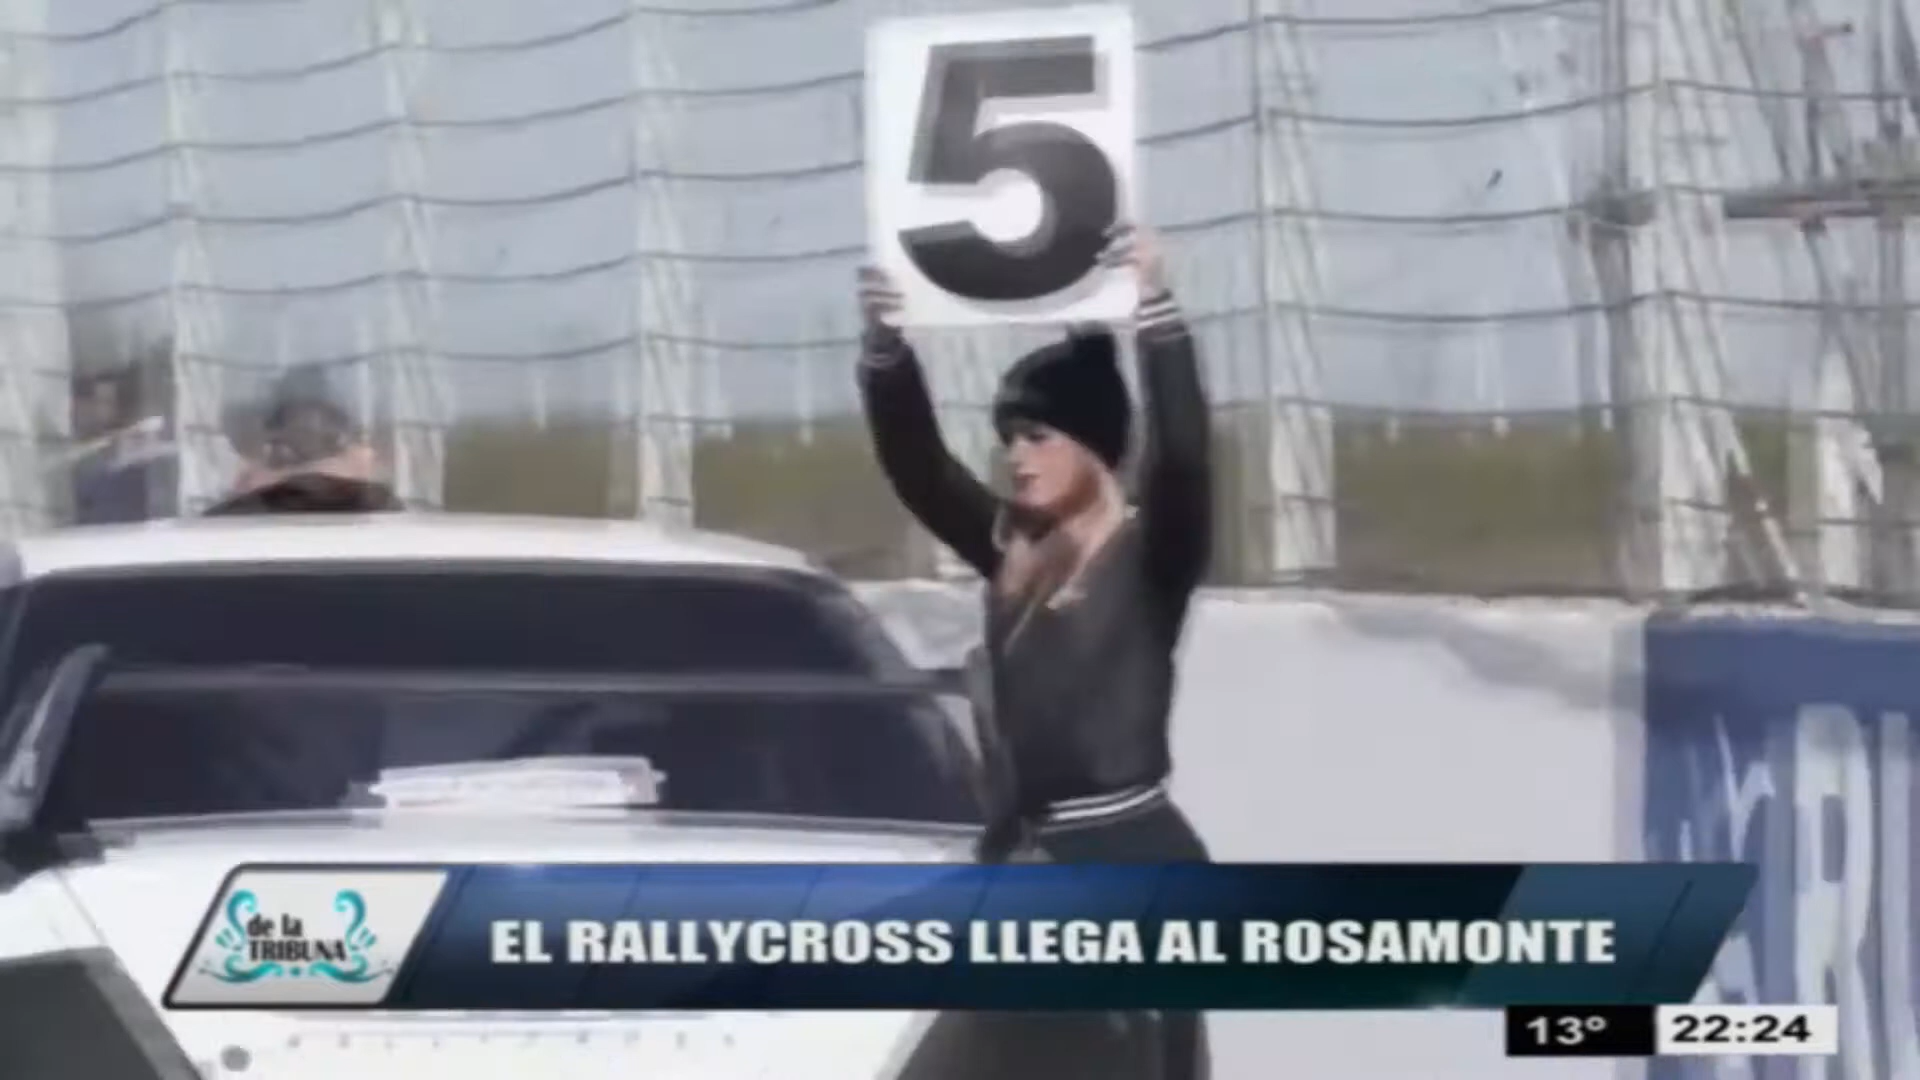 5
de la
TRIBUNA
EL RALLYCROSS LLEGA AL ROSAMONTE
13°
22:24